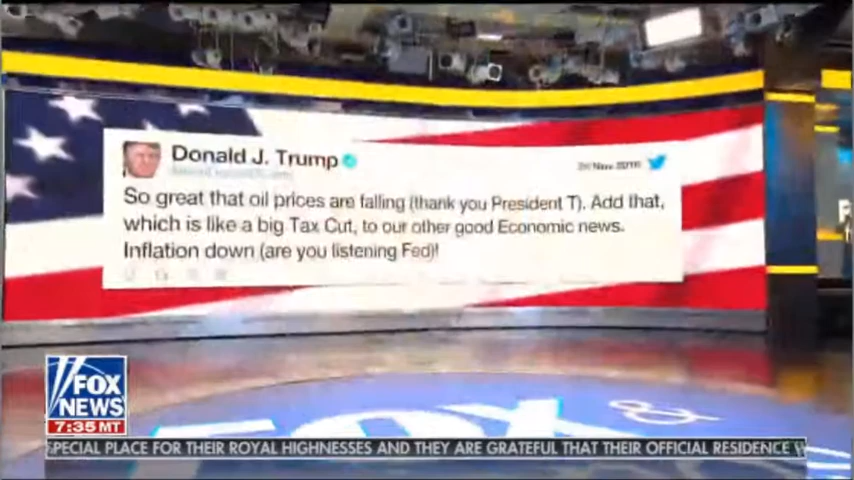 Donald J. Trump
So great that oil prices are falling (thank you President T). Add that,
which is like a big Tax Cut, to our other good Economic news.
Inflation down (are you listening Fed)!
FOX
NEWS
7:35 MT
SPECIAL PLACE FOR THEIR ROYAL HIGHNESSES AND THEY ARE GRATEFUL THAT THEIR OFFICIAL RESIDENCE
FOX &